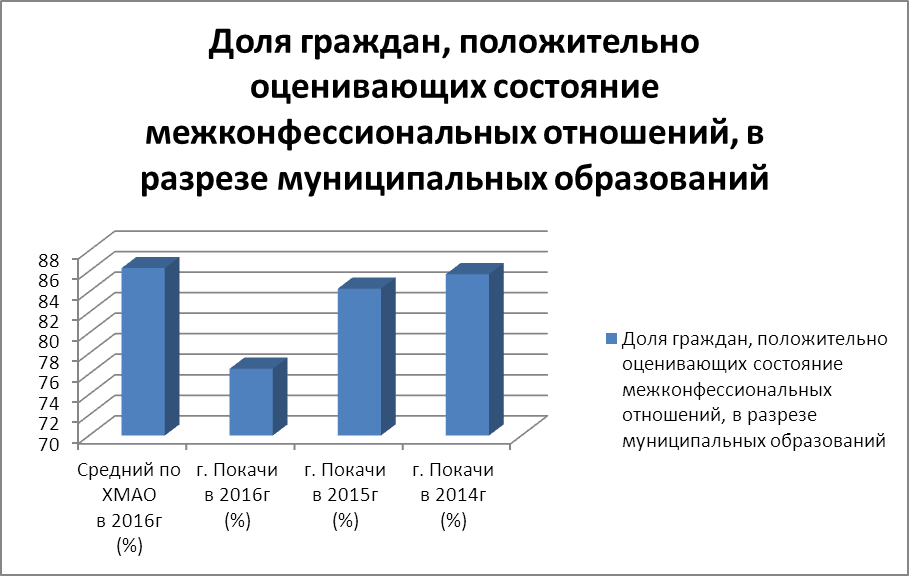 Доля граждан, положительно
оценивающих состояние
межконфессиональных отношений, в
разрезе муниципальных образований
88
86
84
82
80
78
76
74
72
70
Средний по
ХМАО
в 2016г
(%)
г. Покачи
в 2016г
(%)
г. Покачи
в 2015г
(%)
г. Покачи
в 2014г
(%)
Доля граждан, положительно
оценивающих состояние
межконфессиональных
отношений, в разрезе
муниципальных образований